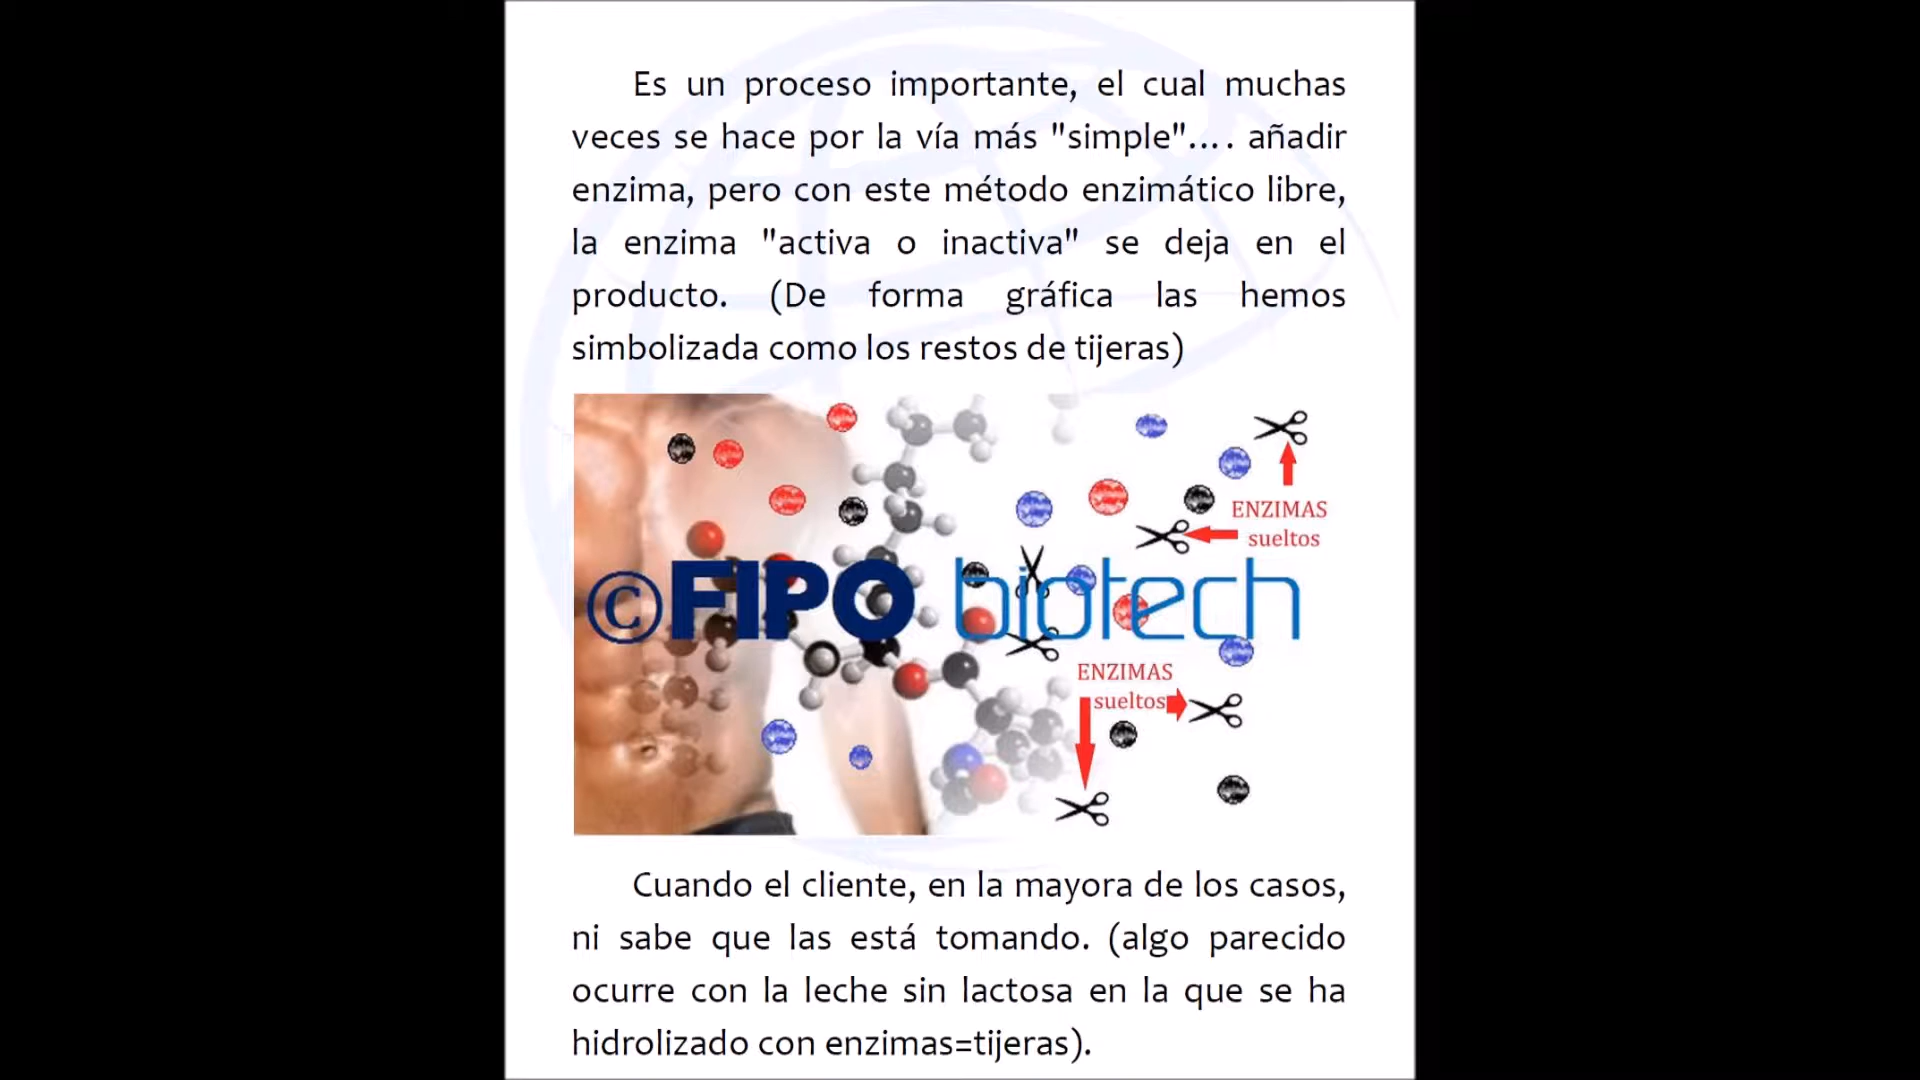 Es un proceso importante, el cual muchas
veces se hace por la vía más "simple".... añadir
enzima, pero con este método enzimático libre,
la enzima "activa o inactiva" se deja en el
producto. (De forma gráfica las hemos
simbolizada como los restos de tijeras)
ENZIMAS
sueltos
©FIPO biotech
ENZIMAS
sueltos
Cuando el cliente, en la mayora de los casos,
ni sabe que las está tomando. (algo parecido
ocurre con la leche sin lactosa en la que se ha
hidrolizado con enzimas=tijeras).